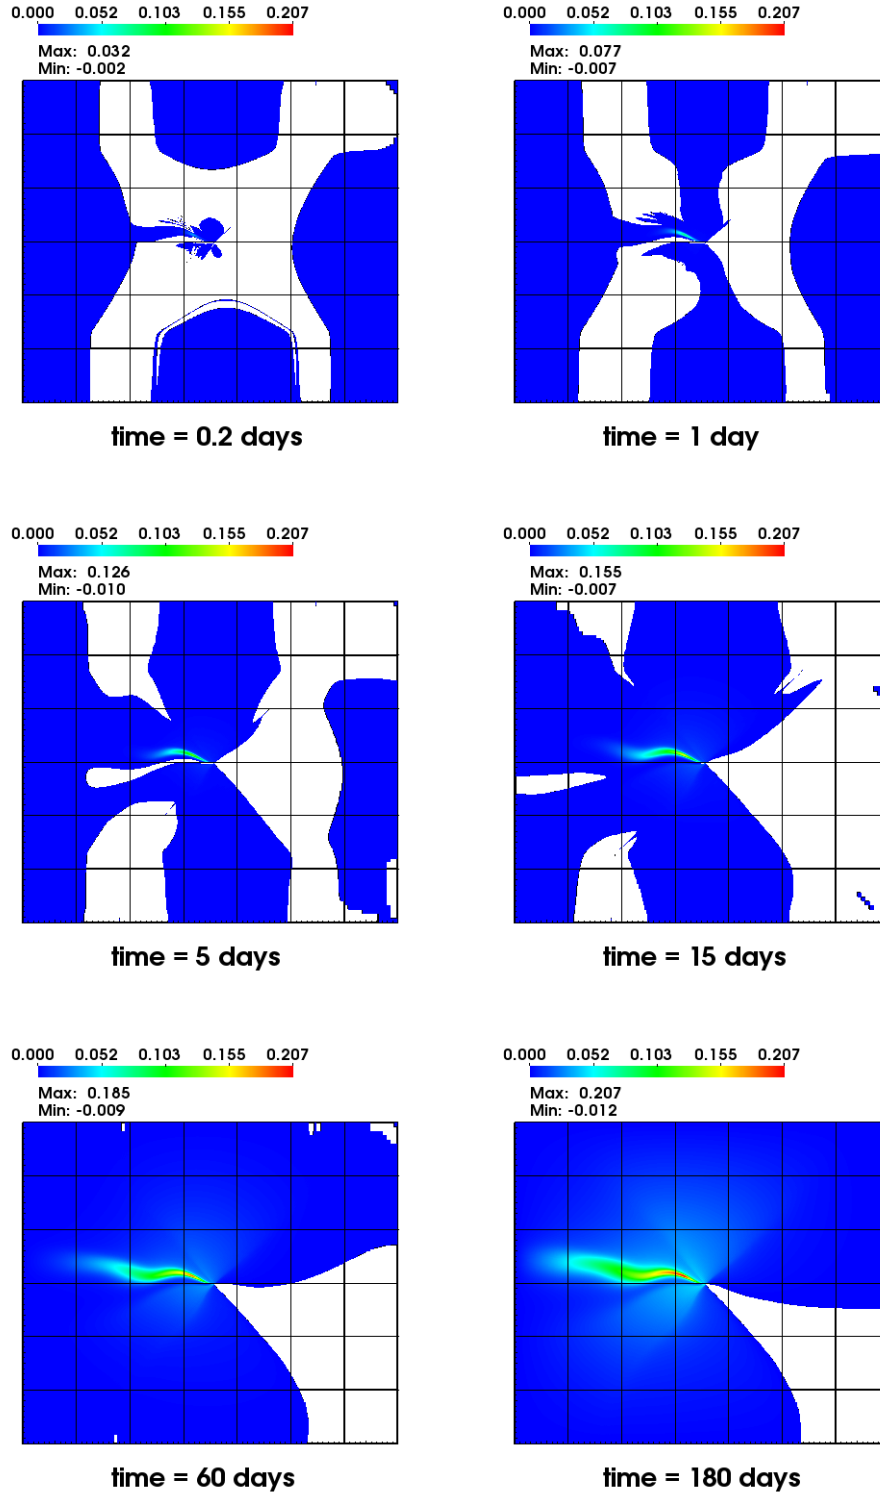 0.000 0.052 0.103 0.155 0.207
Max: 0.032
Min: -0.002
time = 0.2 days
0.000 0.052 0.103 0.155 0.207
Max: 0.077
Min: -0.007
time = 1 day
0.000 0.052 0.103 0.155 0.207
Max: 0.126
Min: -0.010
time = 5 days
0.000 0.052 0.103 0.155 0.207
Max: 0.155
Min: -0.007
time = 15 days
0.000 0.052 0.103 0.155 0.207
Max: 0.185
Min: -0.009
time = 60 days
0.000 0.052 0.103 0.155 0.207
Max: 0.207
Min: -0.012
time = 180 days